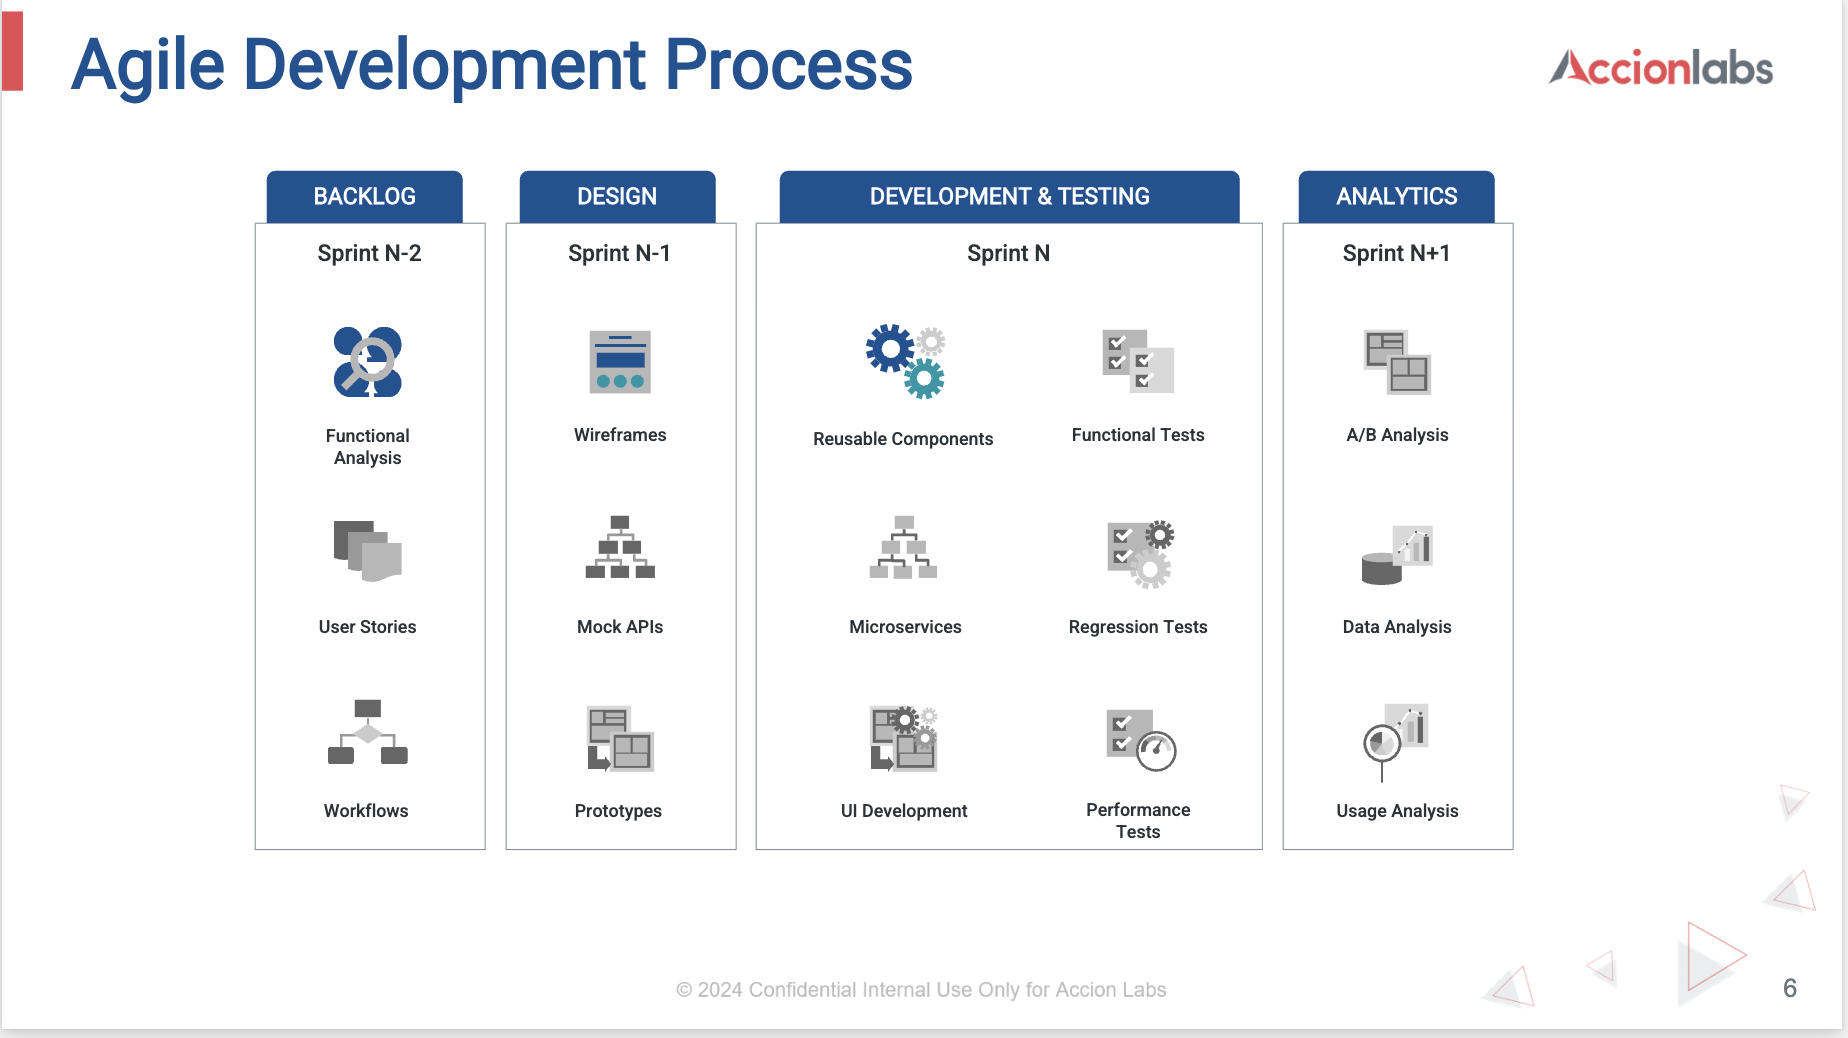 Agile Development Process
Accionlabs
BACKLOG
Sprint N-2
Functional
Analysis
User Stories
Workflows
DESIGN
Sprint N-1
Wireframes
Mock APIs
Prototypes
DEVELOPMENT & TESTING
Sprint N
Reusable Components
Functional Tests
Microservices
Regression Tests
UI Development
Performance
Tests
ANALYTICS
Sprint N+1
A/B Analysis
Data Analysis
Usage Analysis
© 2024 Confidential Internal Use Only for Accion Labs
6